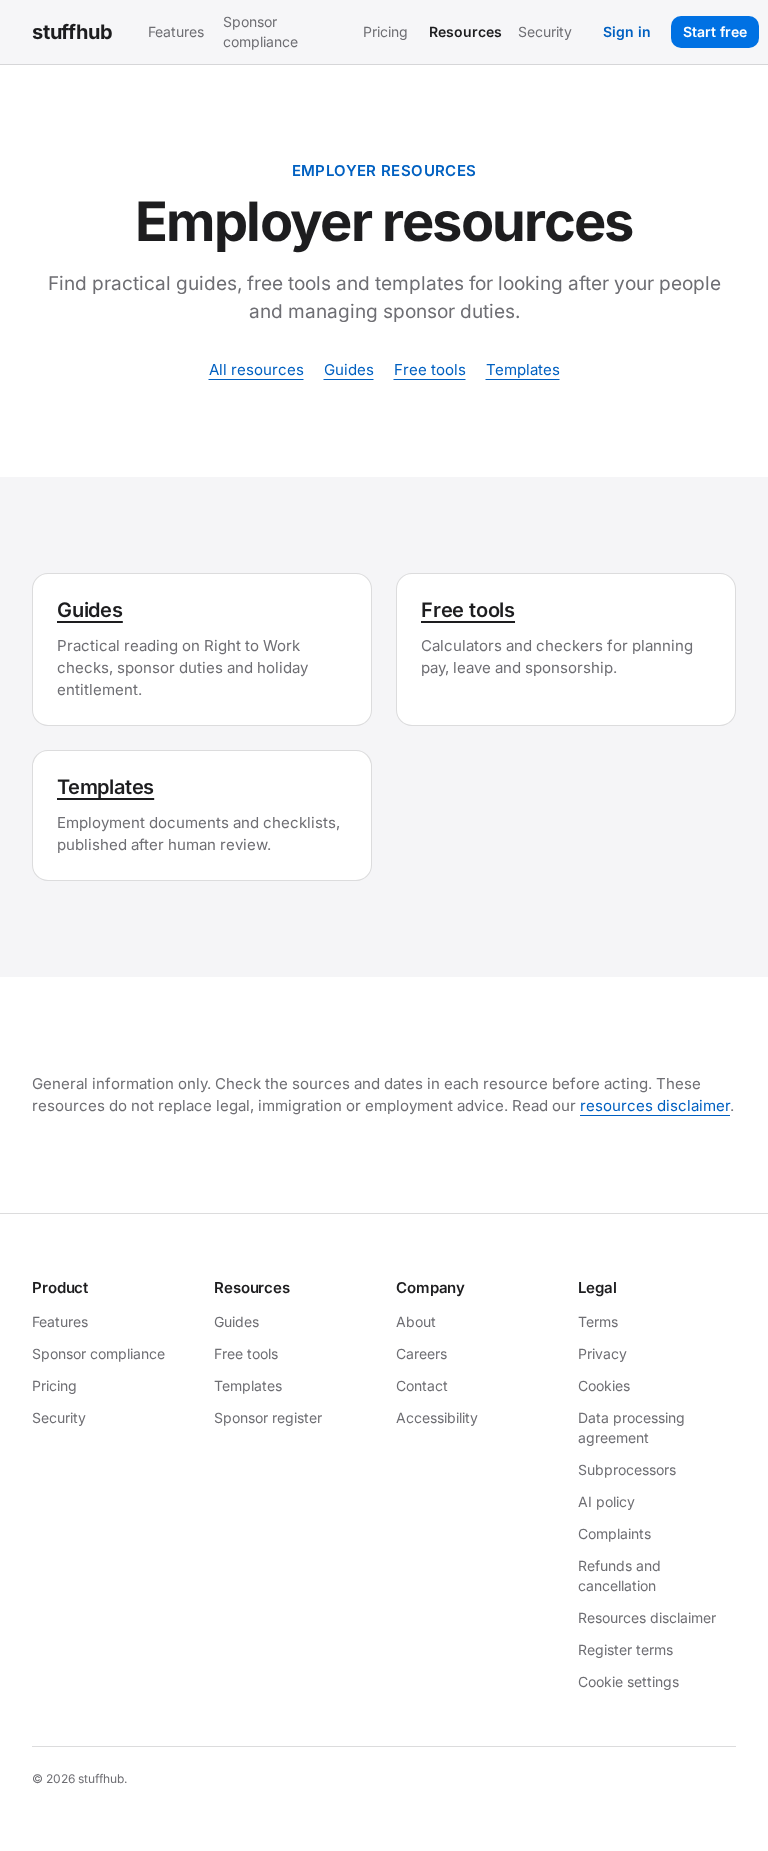 stuffhub
Features
Sponsor
compliance
Pricing
Resources
Security
Sign in
Start free
EMPLOYER RESOURCES
Employer resources
Find practical guides, free tools and templates for looking after your people
and managing sponsor duties.
All resources
Guides
Free tools
Templates
Guides
Practical reading on Right to Work
checks, sponsor duties and holiday
entitlement.
Free tools
Calculators and checkers for planning
pay, leave and sponsorship.
Templates
Employment documents and checklists,
published after human review.
General information only. Check the sources and dates in each resource before acting. These
resources do not replace legal, immigration or employment advice. Read our resources disclaimer.
Product
Features
Sponsor compliance
Pricing
Security
Resources
Guides
Free tools
Templates
Sponsor register
Company
About
Careers
Contact
Accessibility
Legal
Terms
Privacy
Cookies
Data processing
agreement
Subprocessors
AI policy
Complaints
Refunds and
cancellation
Resources disclaimer
Register terms
Cookie settings
© 2026 stuffhub.